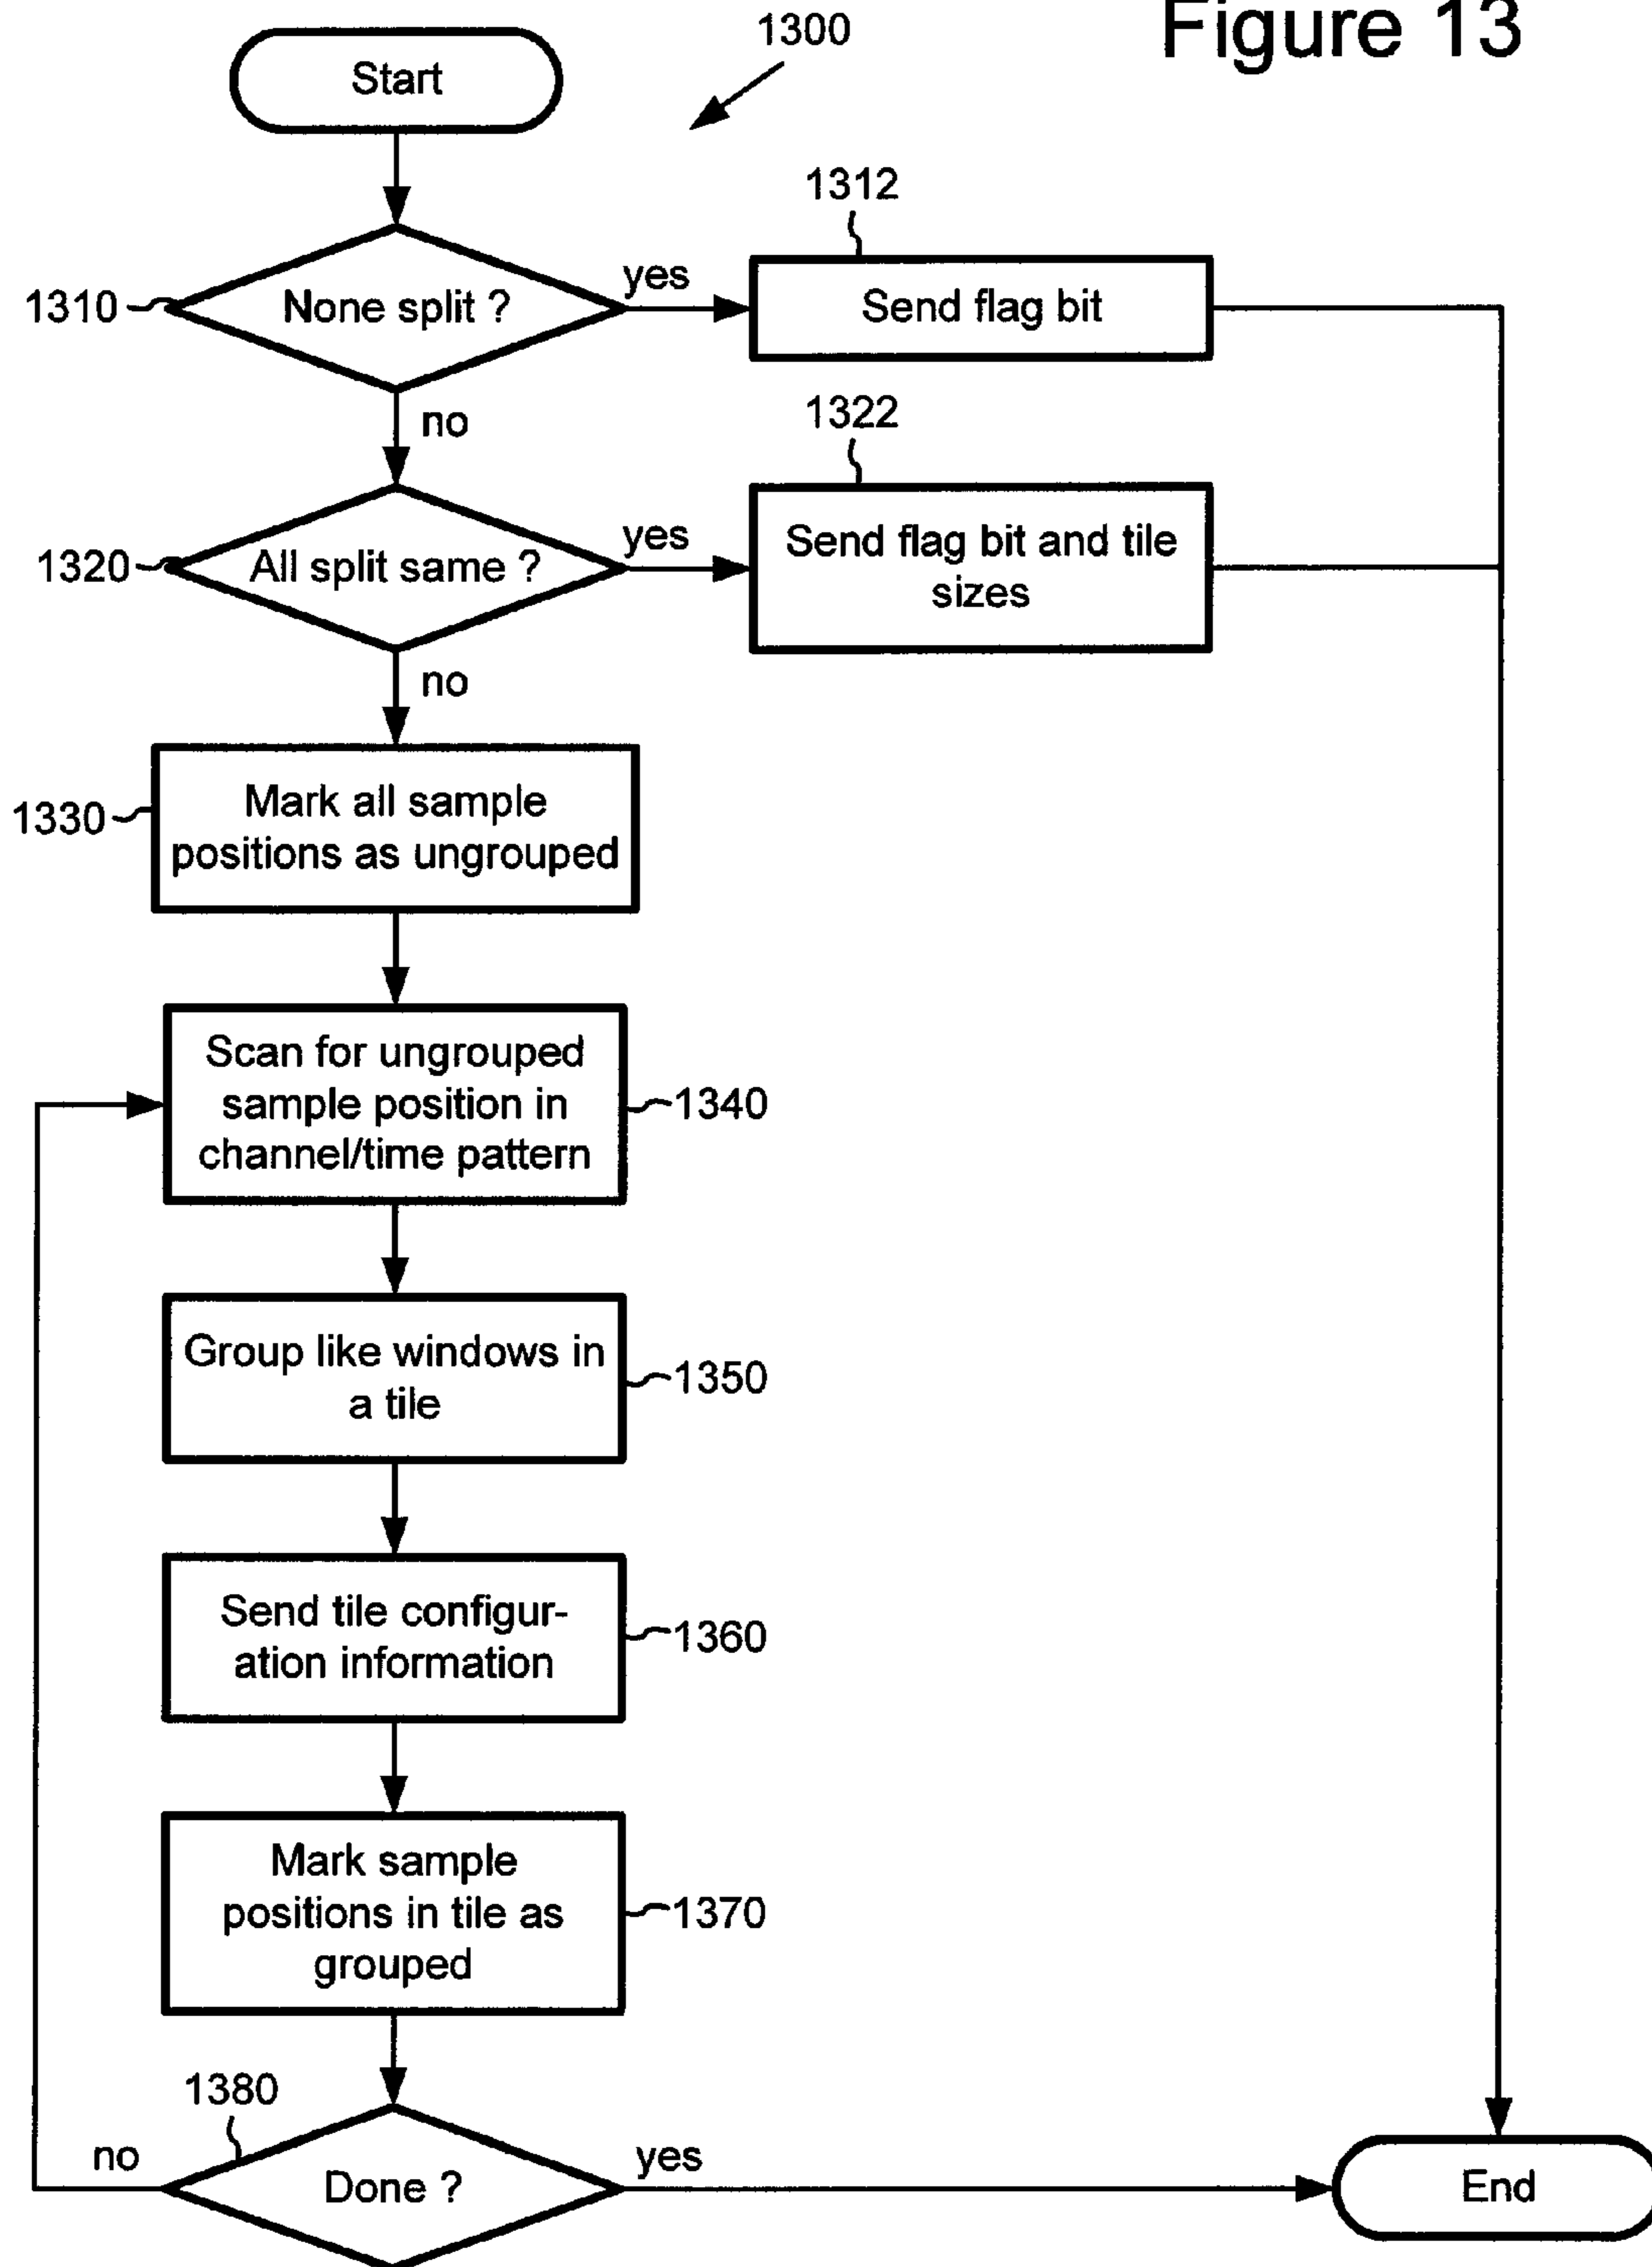 Figure 13
1300
Start
1312
1310
None split ?
yes
Send flag bit
no
1322
1320
All split same ?
yes
Send flag bit and tile
sizes
no
1330
Mark all sample
positions as ungrouped
Scan for ungrouped
sample position in
channel/time pattern
1340
Group like windows in
a tile
1350
Send tile configur-
ation information
1360
Mark sample
positions in tile as
grouped
1370
1380
no
Done ?
yes
End